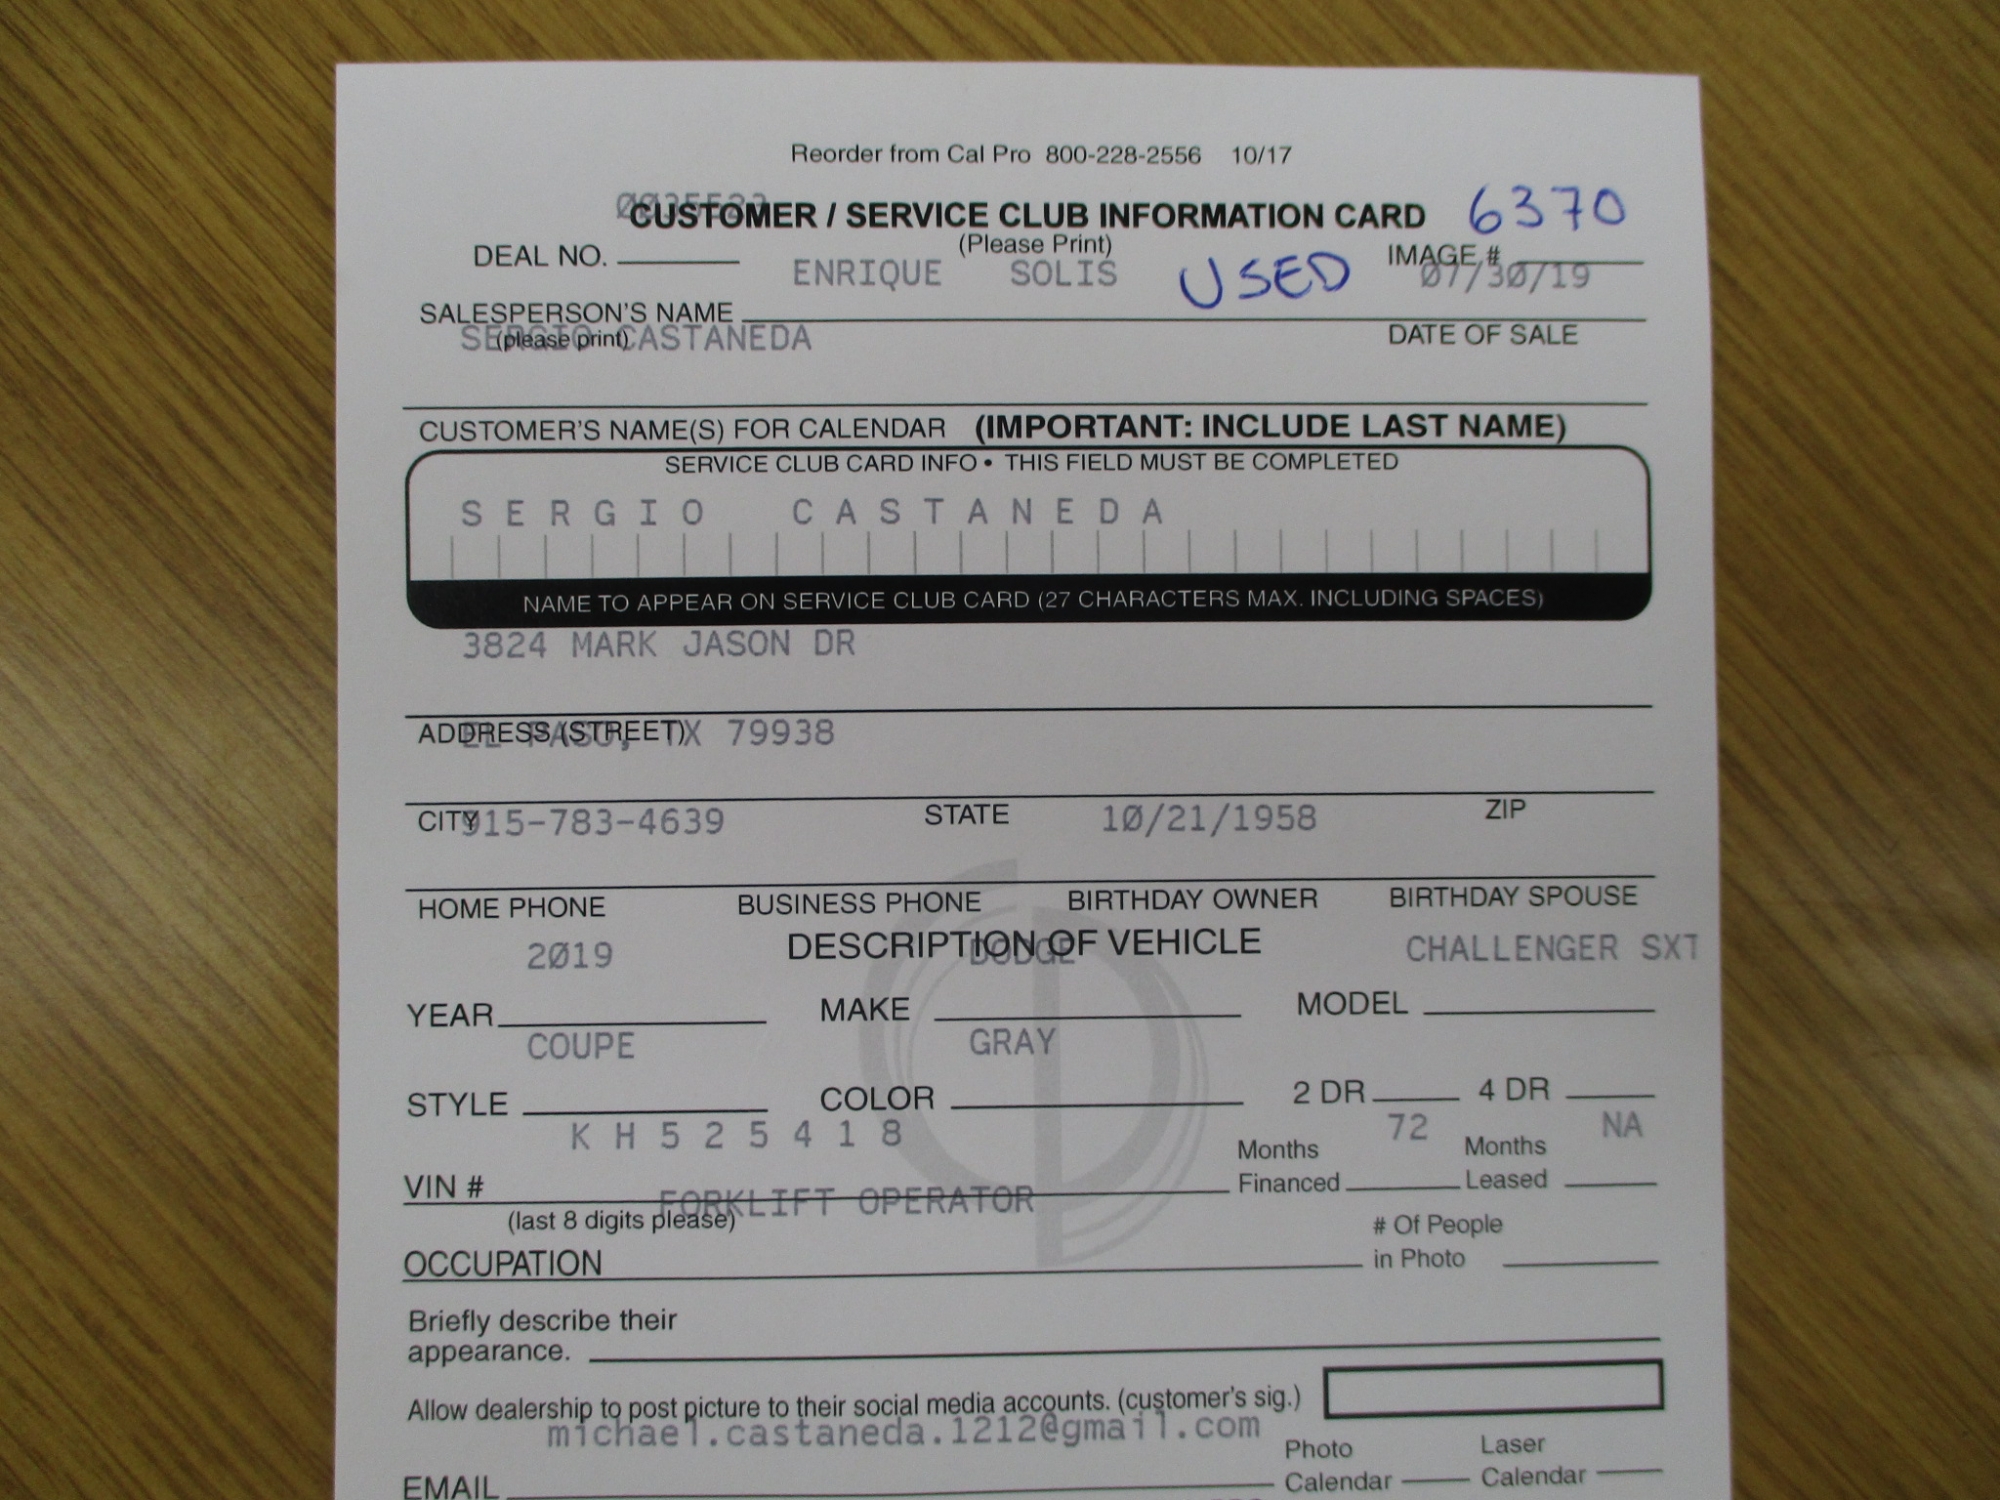 Reorder from Cal Pro 800-228-2556 10/17
CUSTOMER / SERVICE CLUB INFORMATION CARD 6370
(Please Print)
DEAL NO. IMAGE #
ENRIQUE SOLIS USED 07/30/19
SALESPERSON'S NAME
(please print) DATE OF SALE
SERGIO CASTANEDA
CUSTOMER'S NAME(S) FOR CALENDAR (IMPORTANT: INCLUDE LAST NAME)
SERVICE CLUB CARD INFO • THIS FIELD MUST BE COMPLETED
SERGIO CASTANEDA
NAME TO APPEAR ON SERVICE CLUB CARD (27 CHARACTERS MAX. INCLUDING SPACES)
3824 MARK JASON DR
ADDRESS (STREET)
EL PASO, TX 79938
CITY STATE ZIP
915-783-4639 10/21/1958
HOME PHONE BUSINESS PHONE BIRTHDAY OWNER BIRTHDAY SPOUSE
DESCRIPTION OF VEHICLE
2019 DODGE CHALLENGER SXT
YEAR MAKE MODEL
COUPE GRAY
STYLE COLOR 2 DR 4 DR
KH525418 72 NA
VIN # Months Financed Months Leased
(last 8 digits please)
FORKLIFT OPERATOR
OCCUPATION # Of People in Photo
Briefly describe their
appearance.
Allow dealership to post picture to their social media accounts. (customer's sig.)
michael.castaneda.1212@gmail.com
EMAIL Photo Calendar Laser Calendar